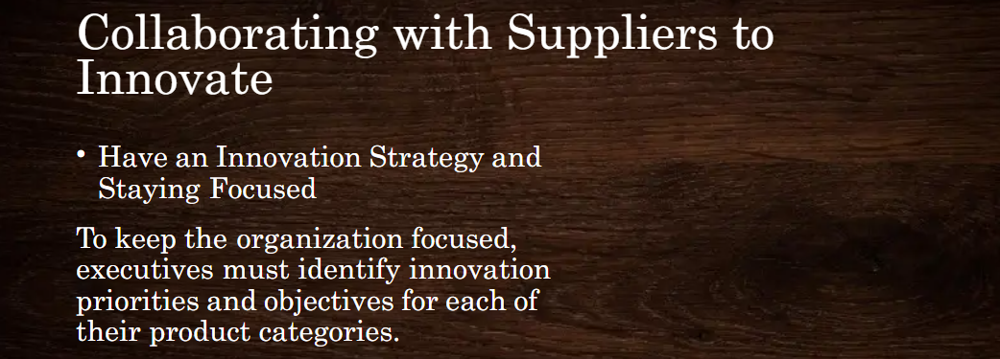 Collaborating with Suppliers to
Innovate
• Have an Innovation Strategy and
Staying Focused
To keep the organization focused,
executives must identify innovation
priorities and objectives for each of
their product categories.